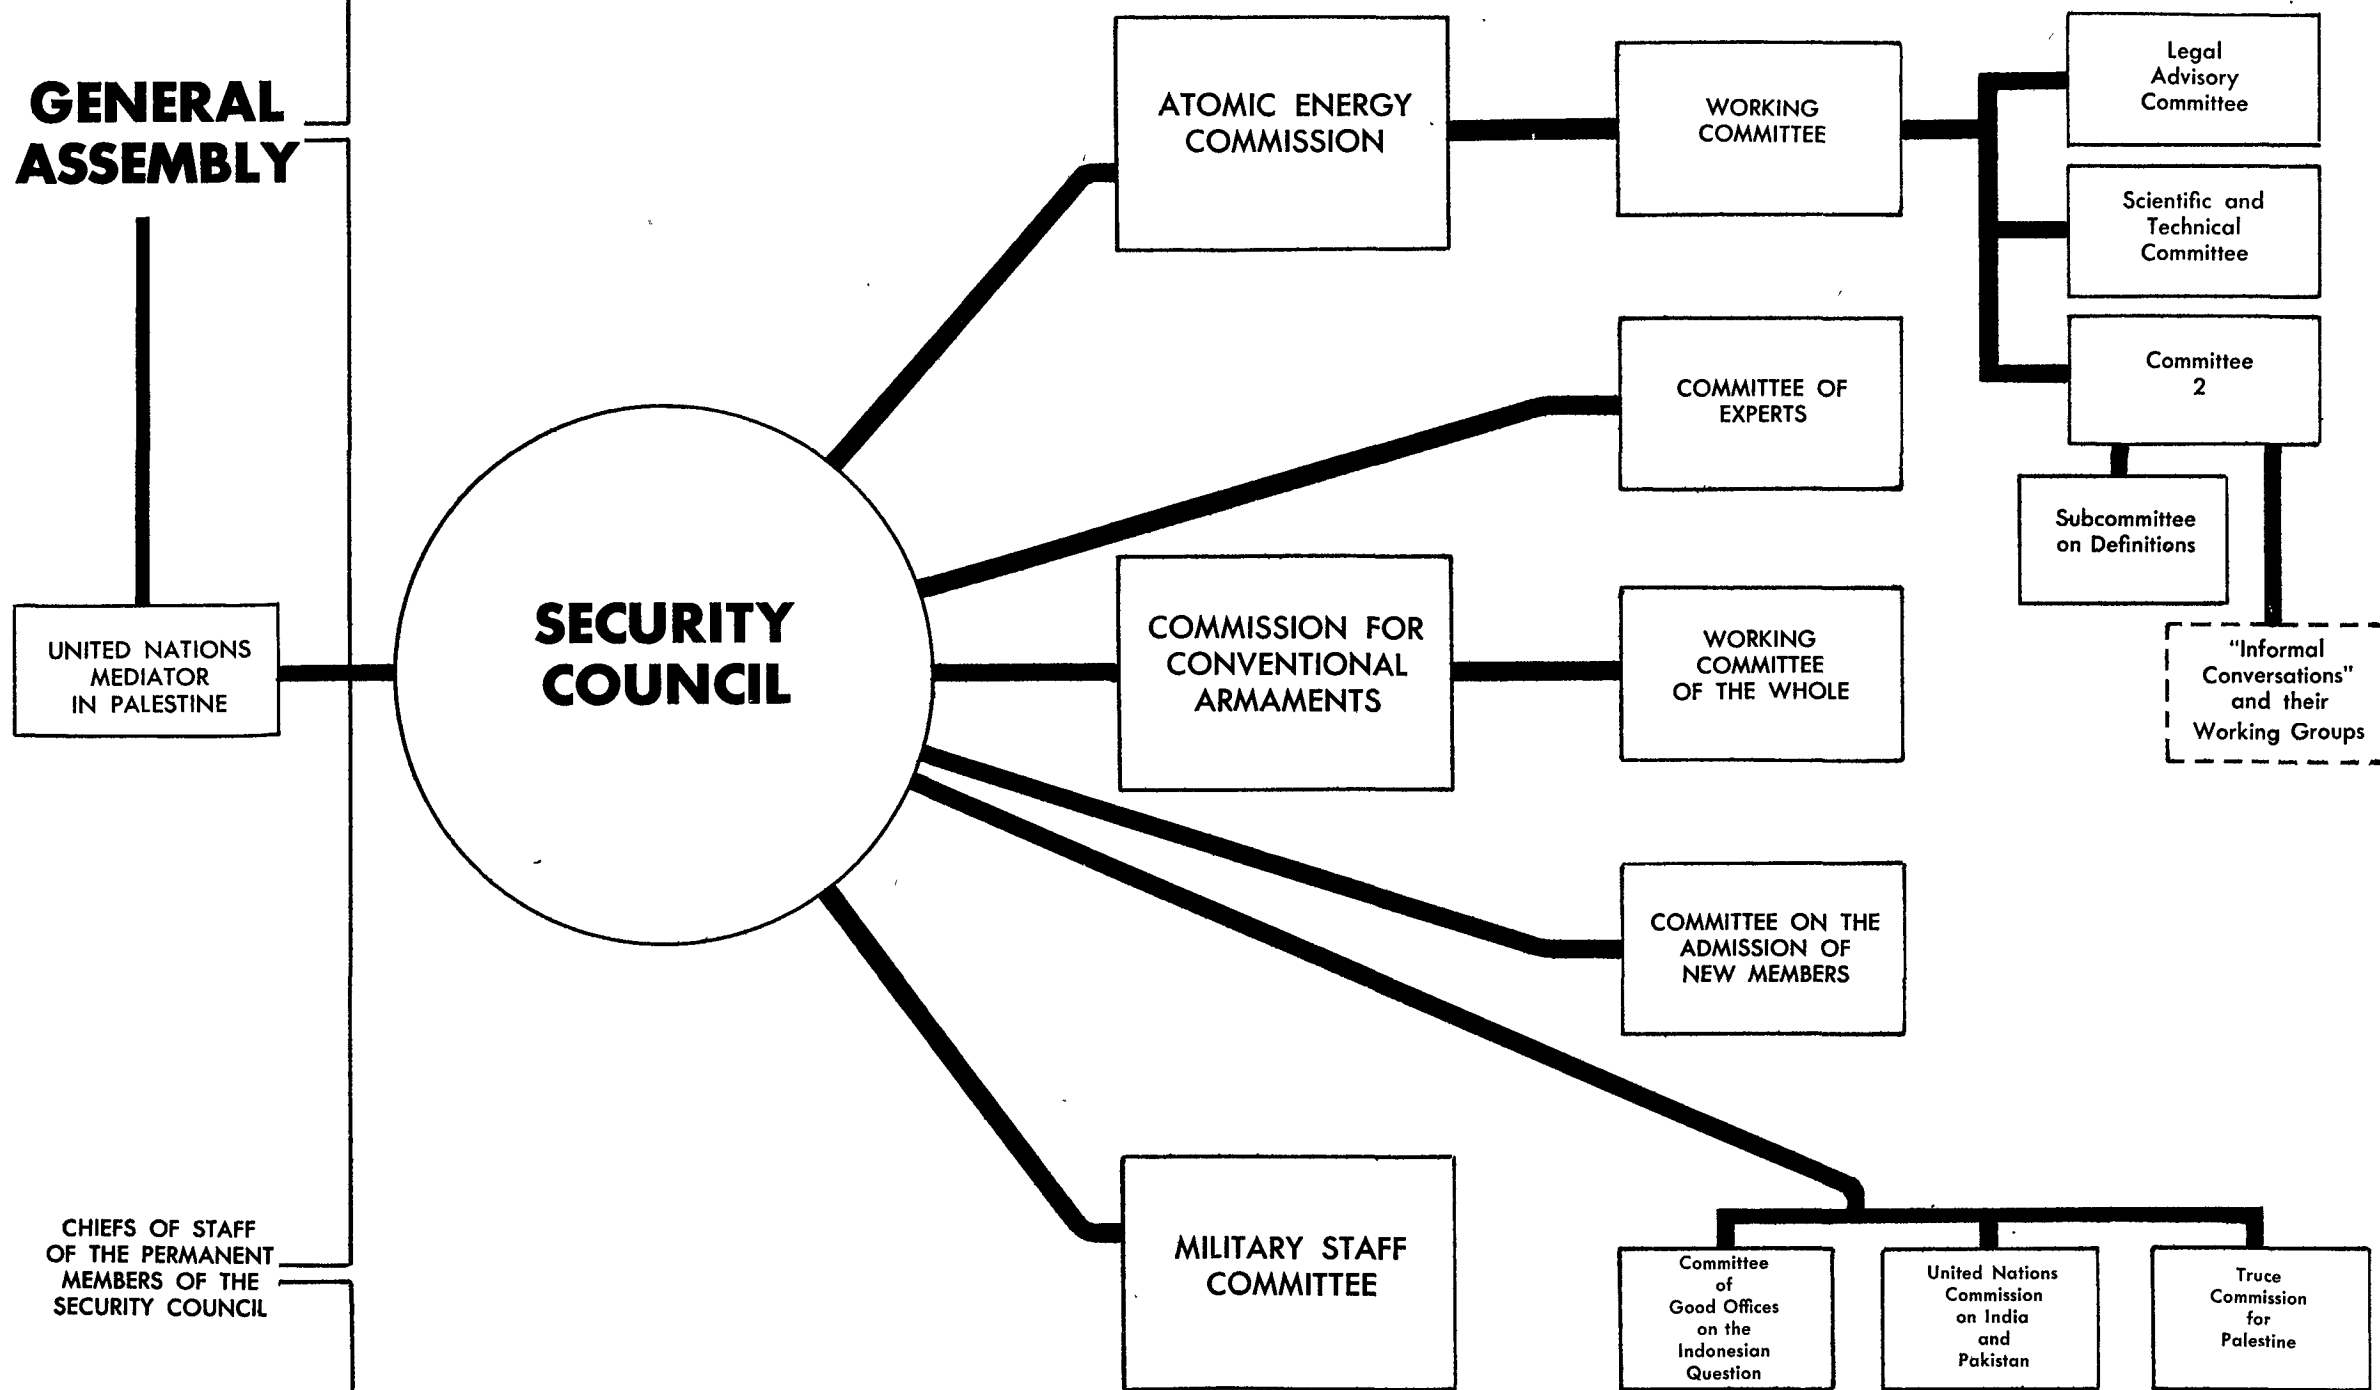 GENERAL
ASSEMBLY
UNITED NATIONS
MEDIATOR
IN PALESTINE
CHIEFS OF STAFF
OF THE PERMANENT
MEMBERS OF THE
SECURITY COUNCIL
SECURITY
COUNCIL
ATOMIC ENERGY
COMMISSION
WORKING
COMMITTEE
Legal
Advisory
Committee
Scientific and
Technical
Committee
Committee
2
Subcommittee
on Definitions
"Informal
Conversations"
and their
Working Groups
COMMITTEE OF
EXPERTS
COMMISSION FOR
CONVENTIONAL
ARMAMENTS
WORKING
COMMITTEE
OF THE WHOLE
COMMITTEE ON THE
ADMISSION OF
NEW MEMBERS
MILITARY STAFF
COMMITTEE
Committee
of
Good Offices
on the
Indonesian
Question
United Nations
Commission
on India
and
Pakistan
Truce
Commission
for
Palestine